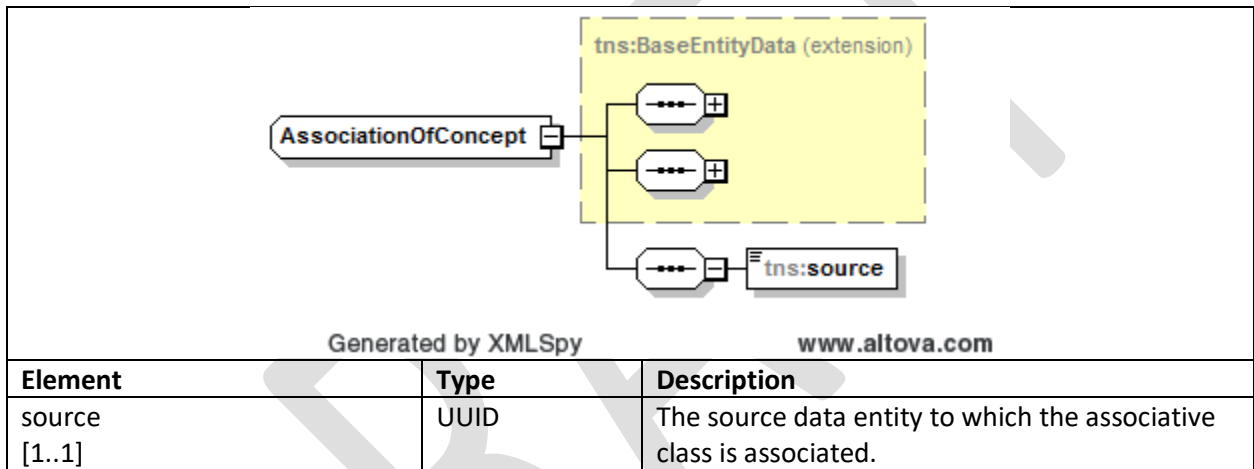 tns:BaseEntityData (extension)
AssociationOfConcept
tns:source
Generated by XMLSpy www.altova.com
Element Type Description
source UUID The source data entity to which the associative
[1..1] class is associated.